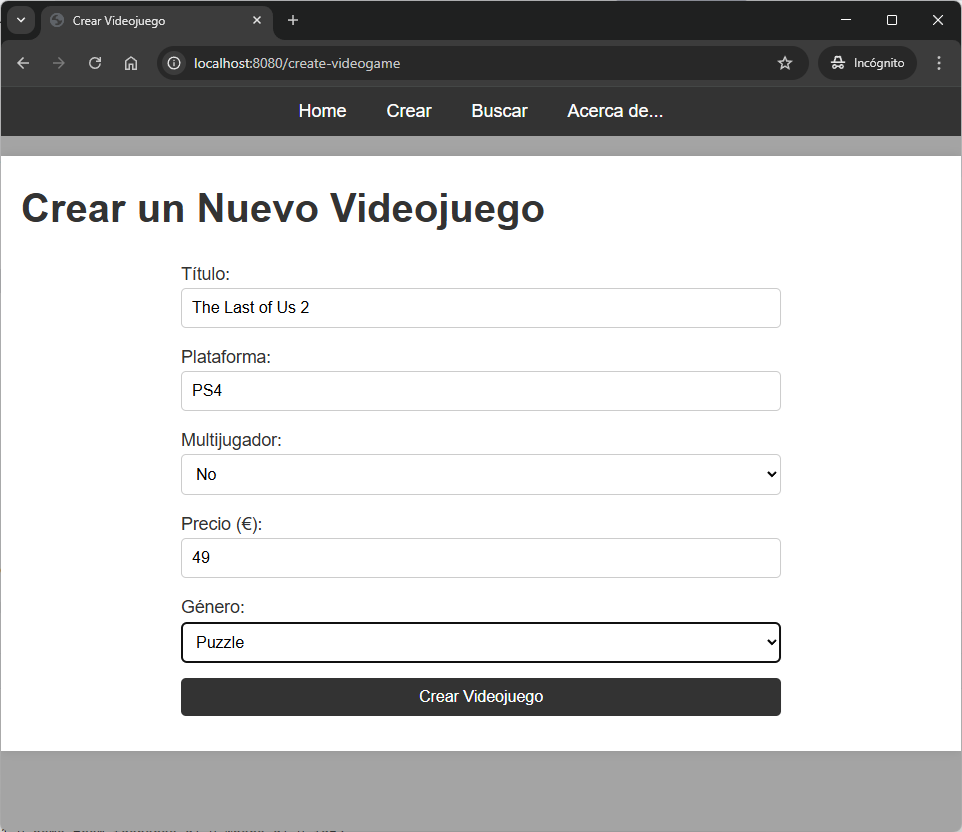 Crear Videojuego
localhost:8080/create-videogame
Incógnito
Home Crear Buscar Acerca de...
Crear un Nuevo Videojuego
Título:
The Last of Us 2
Plataforma:
PS4
Multijugador:
No
Precio (€):
49
Género:
Puzzle
Crear Videojuego